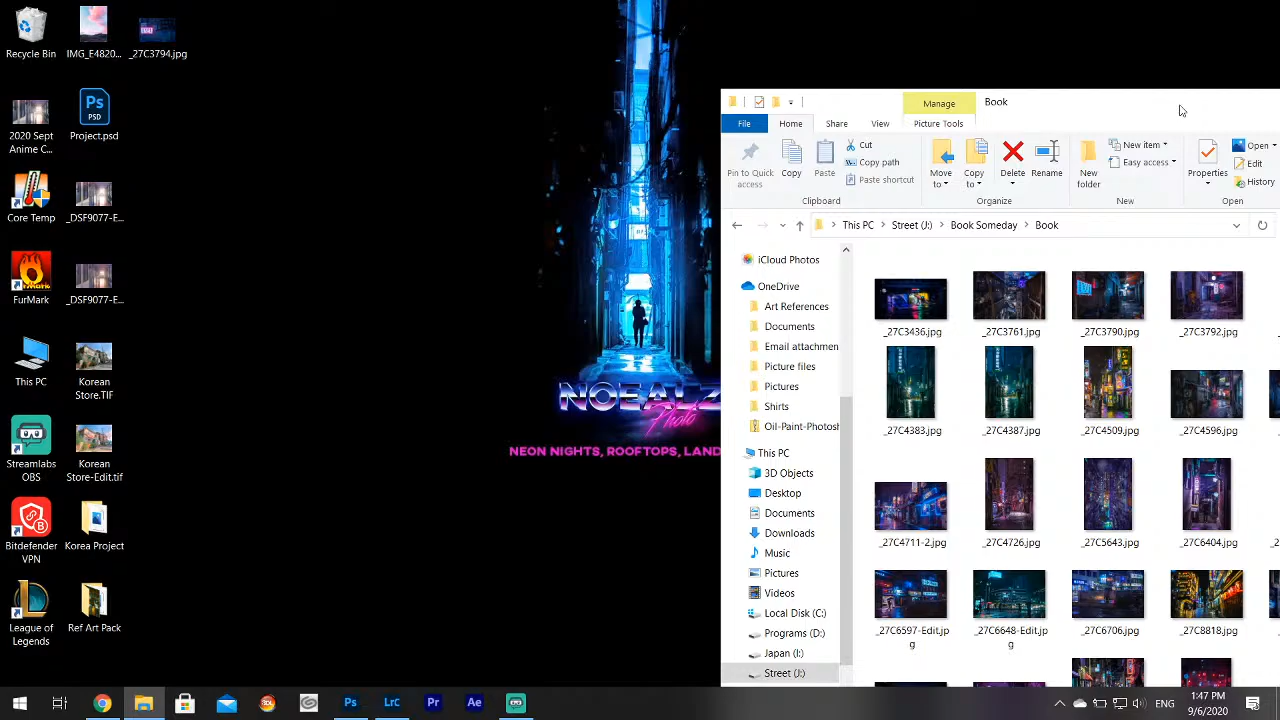 Recycle Bin
IMG_E4820...
_27C3794.jpg
2020 Sept
Anime C...
Ps
PSD
Project.psd
Core Temp
_DSF9077-E...
FurMark
_DSF9077-E...
This PC
Korean
Store.TIF
Streamlabs
OBS
Korean
Store-Edit.tif
Bitdefender
VPN
Korea Project
League of
Legends
Ref Art Pack
NOEALZ
Photo
NEON NIGHTS, ROOFTOPS, LAND
Manage
Book
File
Home
Share
View
Picture Tools
Pin to Quick
access
Copy
Paste
Cut
Copy path
Paste shortcut
Clipboard
Move
to
Copy
to
Delete
Rename
Organize
New
folder
New item
Easy access
New
Properties
Open
Edit
History
Open
This PC
Street (J:)
Book Someday
Book
iCloud Photos
OneDrive
Art References
Documents
Email attachmen
Picture files
Pictures
Shirts
Oil-Paint-Photosh
This PC
3D Objects
Desktop
Documents
Downloads
Music
Pictures
Videos
Local Disk (C:)
Programs (D:)
Japan (I:)
Street (J:)
_27C3436.jpg
_27C3761.jpg
_27C3790.jpg
_27C3792.jpg
_27C4383.jpg
_27C4387.jpg
_27C4509.jpg
_27C4596.jpg
_27C4711-2.jpg
_27C4726.jpg
_27C5643.jpg
_27C6404.jpg
_27C6597-Edit.jp
g
_27C6648-Edit.jp
g
_27C6706.jpg
_27C8818.jpg
Ps
Lrc
Pr
Ae
ENG
1:47 PM
9/6/2020